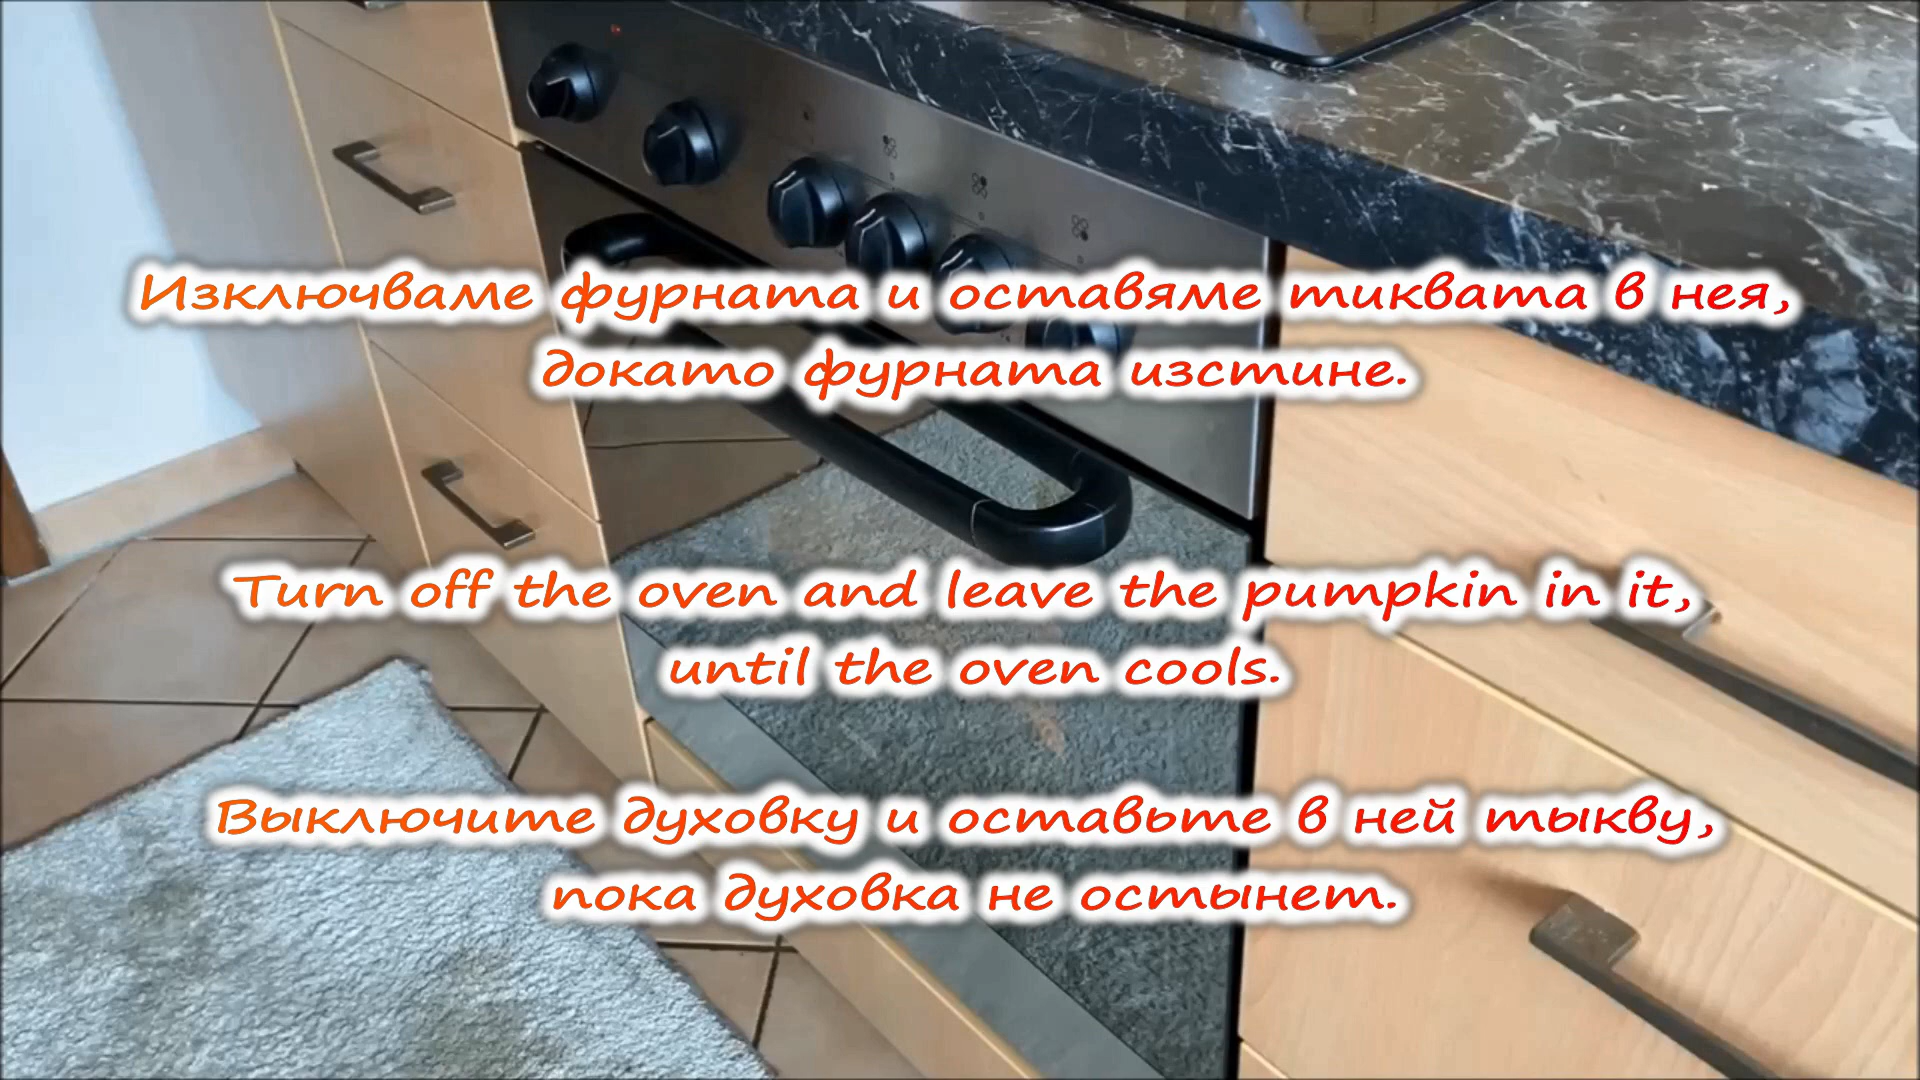 Изключваме фурната и оставяме тиквата в нея,
докато фурната изстине.
Turn off the oven and leave the pumpkin in it,
until the oven cools.
Выключите духовку и оставьте в ней тыкву,
пока духовка не остынет.